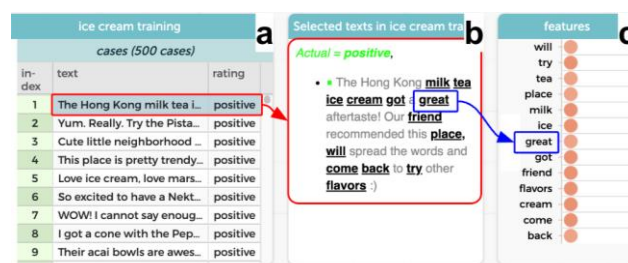 ice cream training
cases (500 cases)
in-
dex
text
rating
1 The Hong Kong milk tea i... positive
2 Yum. Really. Try the Pista... positive
3 Cute little neighborhood ... positive
4 This place is pretty trendy... positive
5 Love ice cream, love mars... positive
6 So excited to have a Nekt... positive
7 WOW! I cannot say enoug... positive
8 I got a cone with the Pep... positive
9 Their acai bowls are awes... positive
a
Selected texts in ice cream tra
b
Actual = positive,
The Hong Kong milk tea
ice cream got a great
aftertaste! Our friend
recommended this place,
will spread the words and
come back to try other
flavors :)
features
c
will
try
tea
place
milk
ice
great
got
friend
flavors
cream
come
back